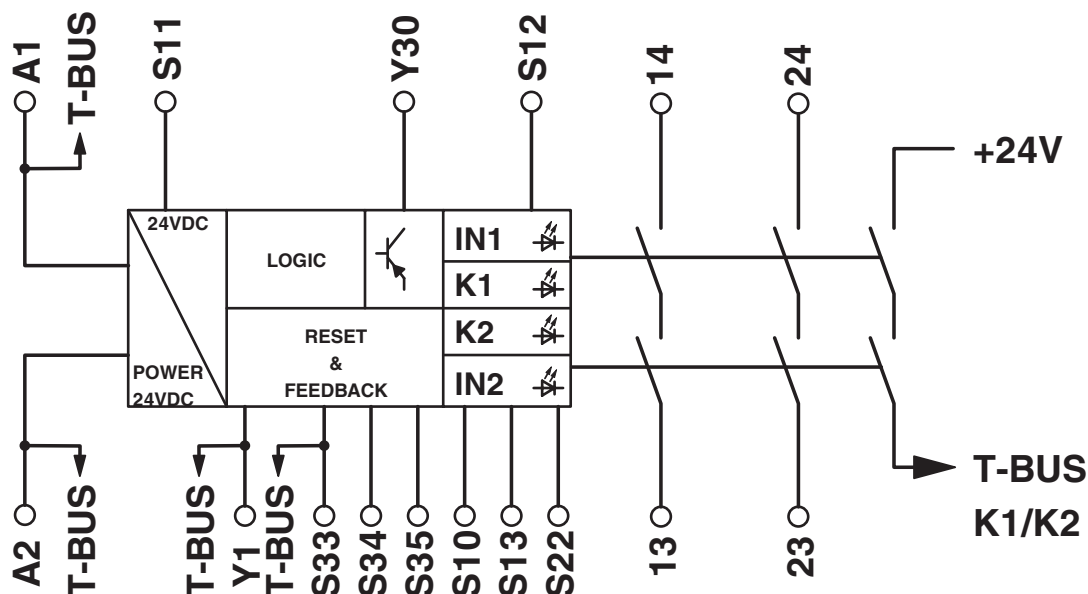 A1
T-BUS
S11
Y30
S12
14
24
+24V
24VDC
LOGIC
IN1
K1
K2
IN2
RESET
&
FEEDBACK
POWER
24VDC
A2
T-BUS
T-BUS
Y1
T-BUS
S33
S34
S35
S10
S13
S22
13
23
T-BUS
K1/K2